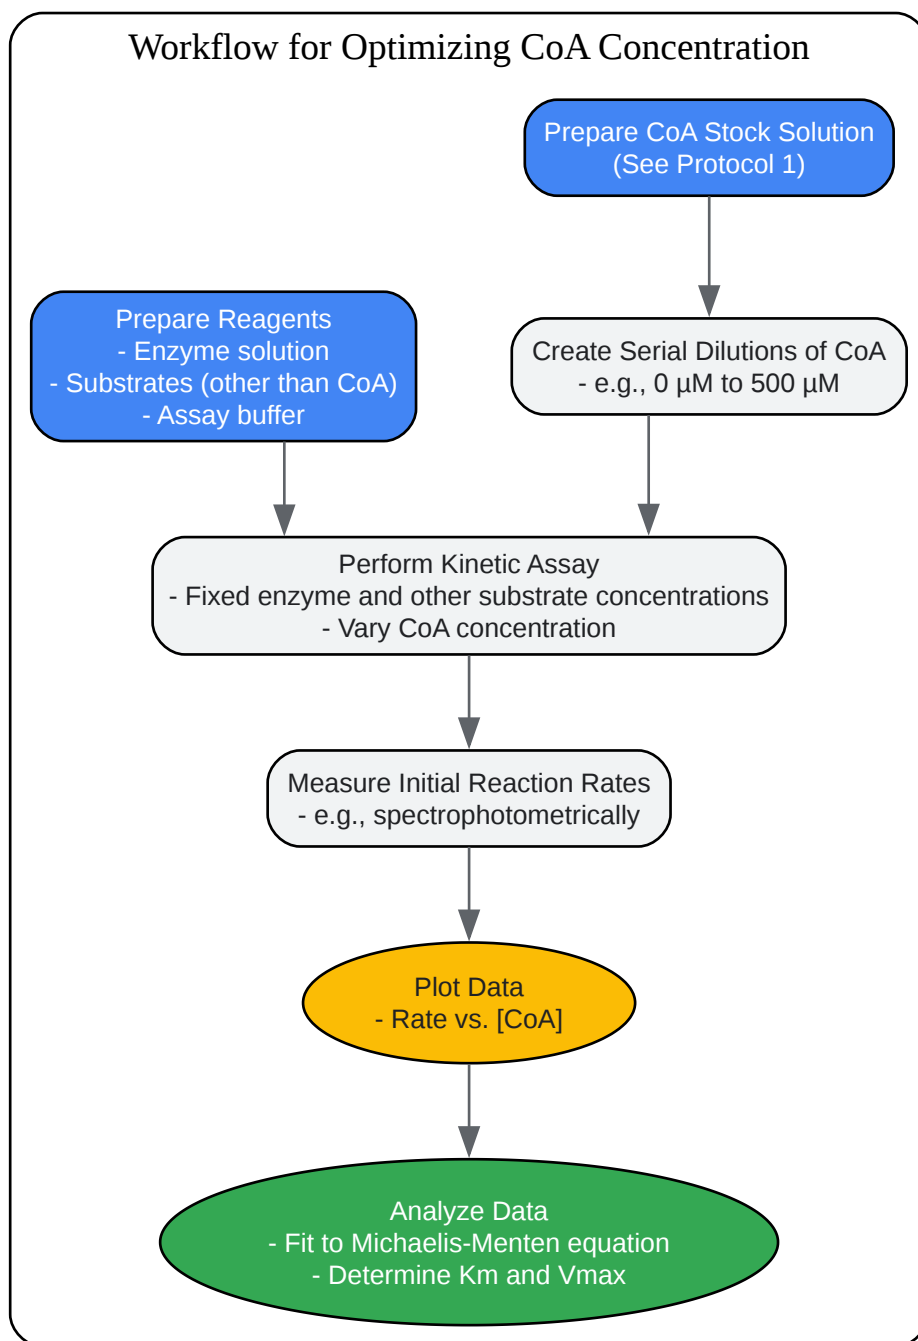 Workflow for Optimizing CoA Concentration
Prepare CoA Stock Solution
(See Protocol 1)
Prepare Reagents
- Enzyme solution
- Substrates (other than CoA)
- Assay buffer
Create Serial Dilutions of CoA
- e.g., 0 µM to 500 µM
Perform Kinetic Assay
- Fixed enzyme and other substrate concentrations
- Vary CoA concentration
Measure Initial Reaction Rates
- e.g., spectrophotometrically
Plot Data
- Rate vs. [CoA]
Analyze Data
- Fit to Michaelis-Menten equation
- Determine Km and Vmax